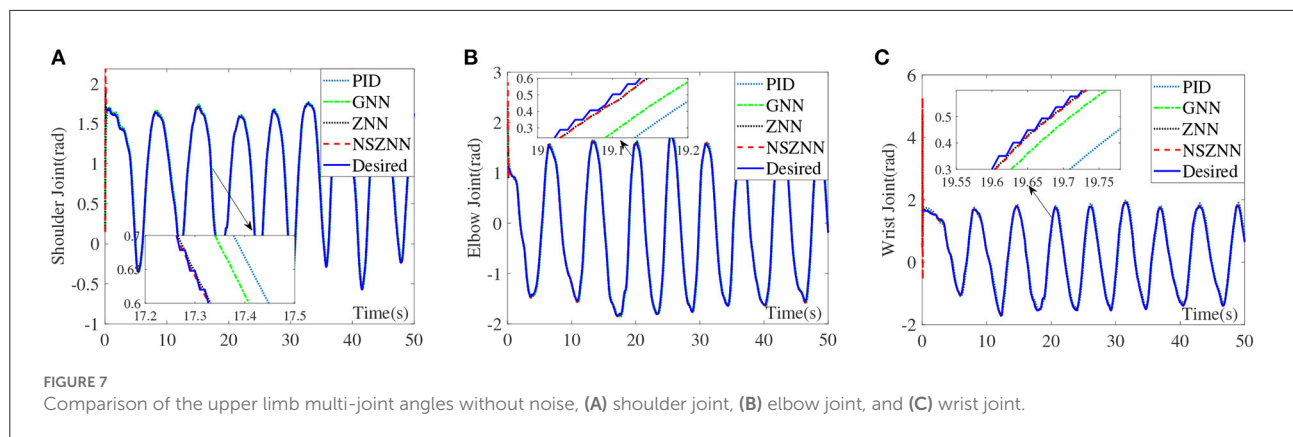 A
Shoulder Joint(rad)
2
1.5
1
0.5
0
-0.5
-1
0 10 20 30 40 50
Time(s)
PID
GNN
ZNN
NSZNN
Desired
0.7
0.65
0.6
17.2 17.3 17.4 17.5
B
Elbow Joint(rad)
3
2
1
0
-1
-2
0 10 20 30 40 50
Time(s)
PID
GNN
ZNN
NSZNN
Desired
0.6
0.5
0.4
0.3
19 19.1 19.2
C
Wrist Joint(rad)
6
4
2
0
-2
0 10 20 30 40 50
Time(s)
PID
GNN
ZNN
NSZNN
Desired
0.6
0.5
0.4
0.3
19.55 19.6 19.65 19.7 19.75
FIGURE 7
Comparison of the upper limb multi-joint angles without noise, (A) shoulder joint, (B) elbow joint, and (C) wrist joint.